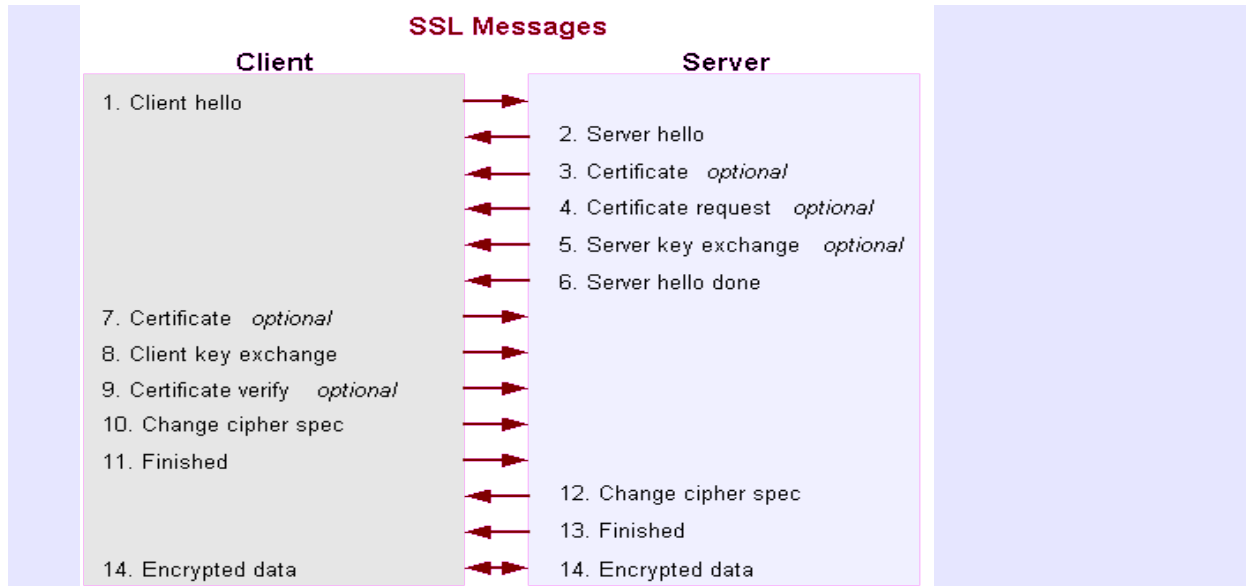 SSL Messages
Client Server
1. Client hello
2. Server hello
3. Certificate optional
4. Certificate request optional
5. Server key exchange optional
6. Server hello done
7. Certificate optional
8. Client key exchange
9. Certificate verify optional
10. Change cipher spec
11. Finished
12. Change cipher spec
13. Finished
14. Encrypted data 14. Encrypted data